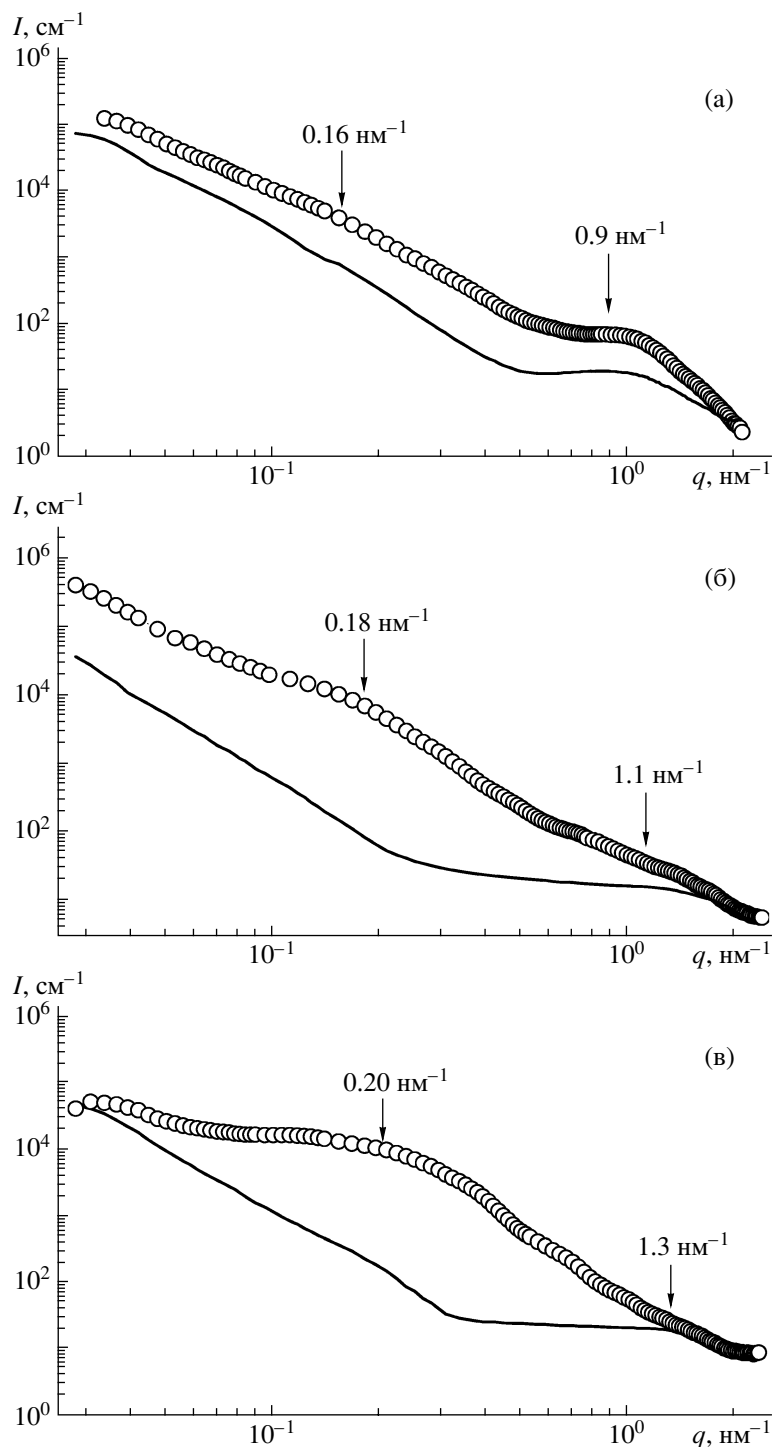 I, см⁻¹
10⁶
(а)
0.16 нм⁻¹
10⁴
0.9 нм⁻¹
10²
10⁰
10⁻¹
10⁰
q, нм⁻¹
I, см⁻¹
10⁶
(б)
0.18 нм⁻¹
10⁴
1.1 нм⁻¹
10²
10⁻¹
10⁰
q, нм⁻¹
I, см⁻¹
10⁶
(в)
0.20 нм⁻¹
10⁴
1.3 нм⁻¹
10²
10⁰
10⁻¹
10⁰
q, нм⁻¹